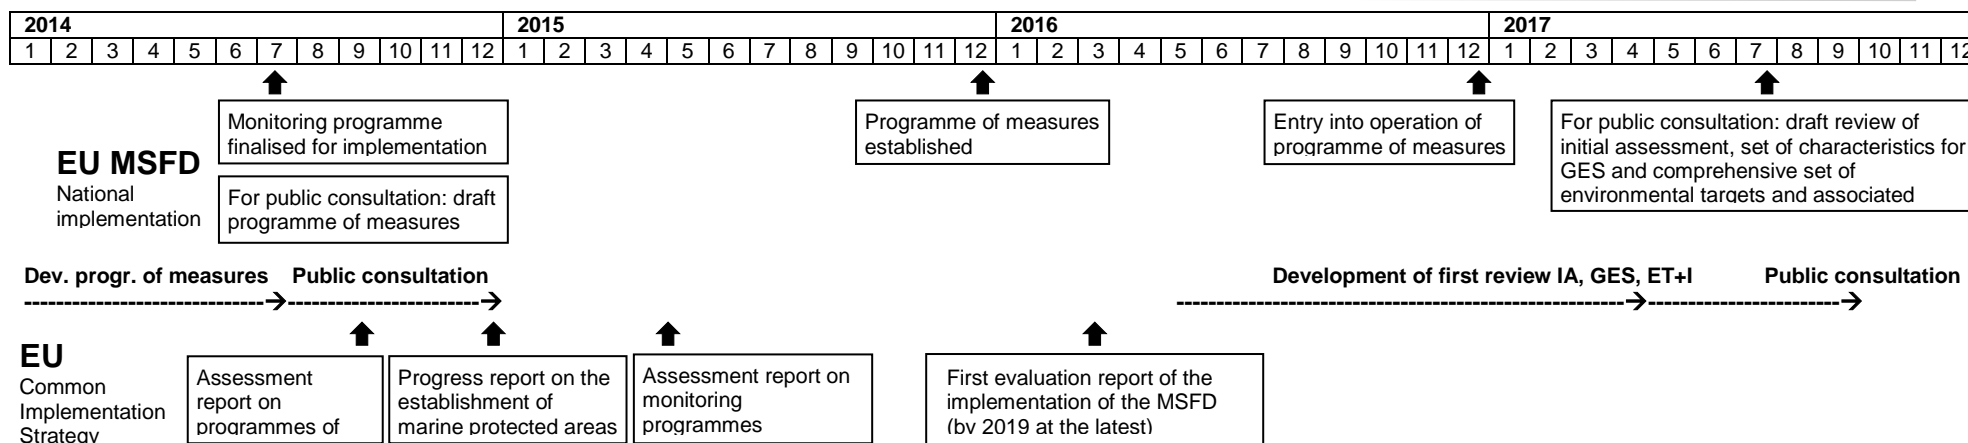 2014 2015 2016 2017
1 2 3 4 5 6 7 8 9 10 11 12 1 2 3 4 5 6 7 8 9 10 11 12 1 2 3 4 5 6 7 8 9 10 11 12 1 2 3 4 5 6 7 8 9 10 11 12
EU MSFD
National
implementation
Monitoring programme
finalised for implementation
For public consultation: draft
programme of measures
Programme of measures
established
Entry into operation of
programme of measures
For public consultation: draft review of
initial assessment, set of characteristics for
GES and comprehensive set of
environmental targets and associated
Dev. progr. of measures Public consultation
Development of first review IA, GES, ET+I Public consultation
EU
Common
Implementation
Strategy
Assessment
report on
programmes of
Progress report on the
establishment of
marine protected areas
Assessment report on
monitoring
programmes
First evaluation report of the
implementation of the MSFD
(by 2019 at the latest)